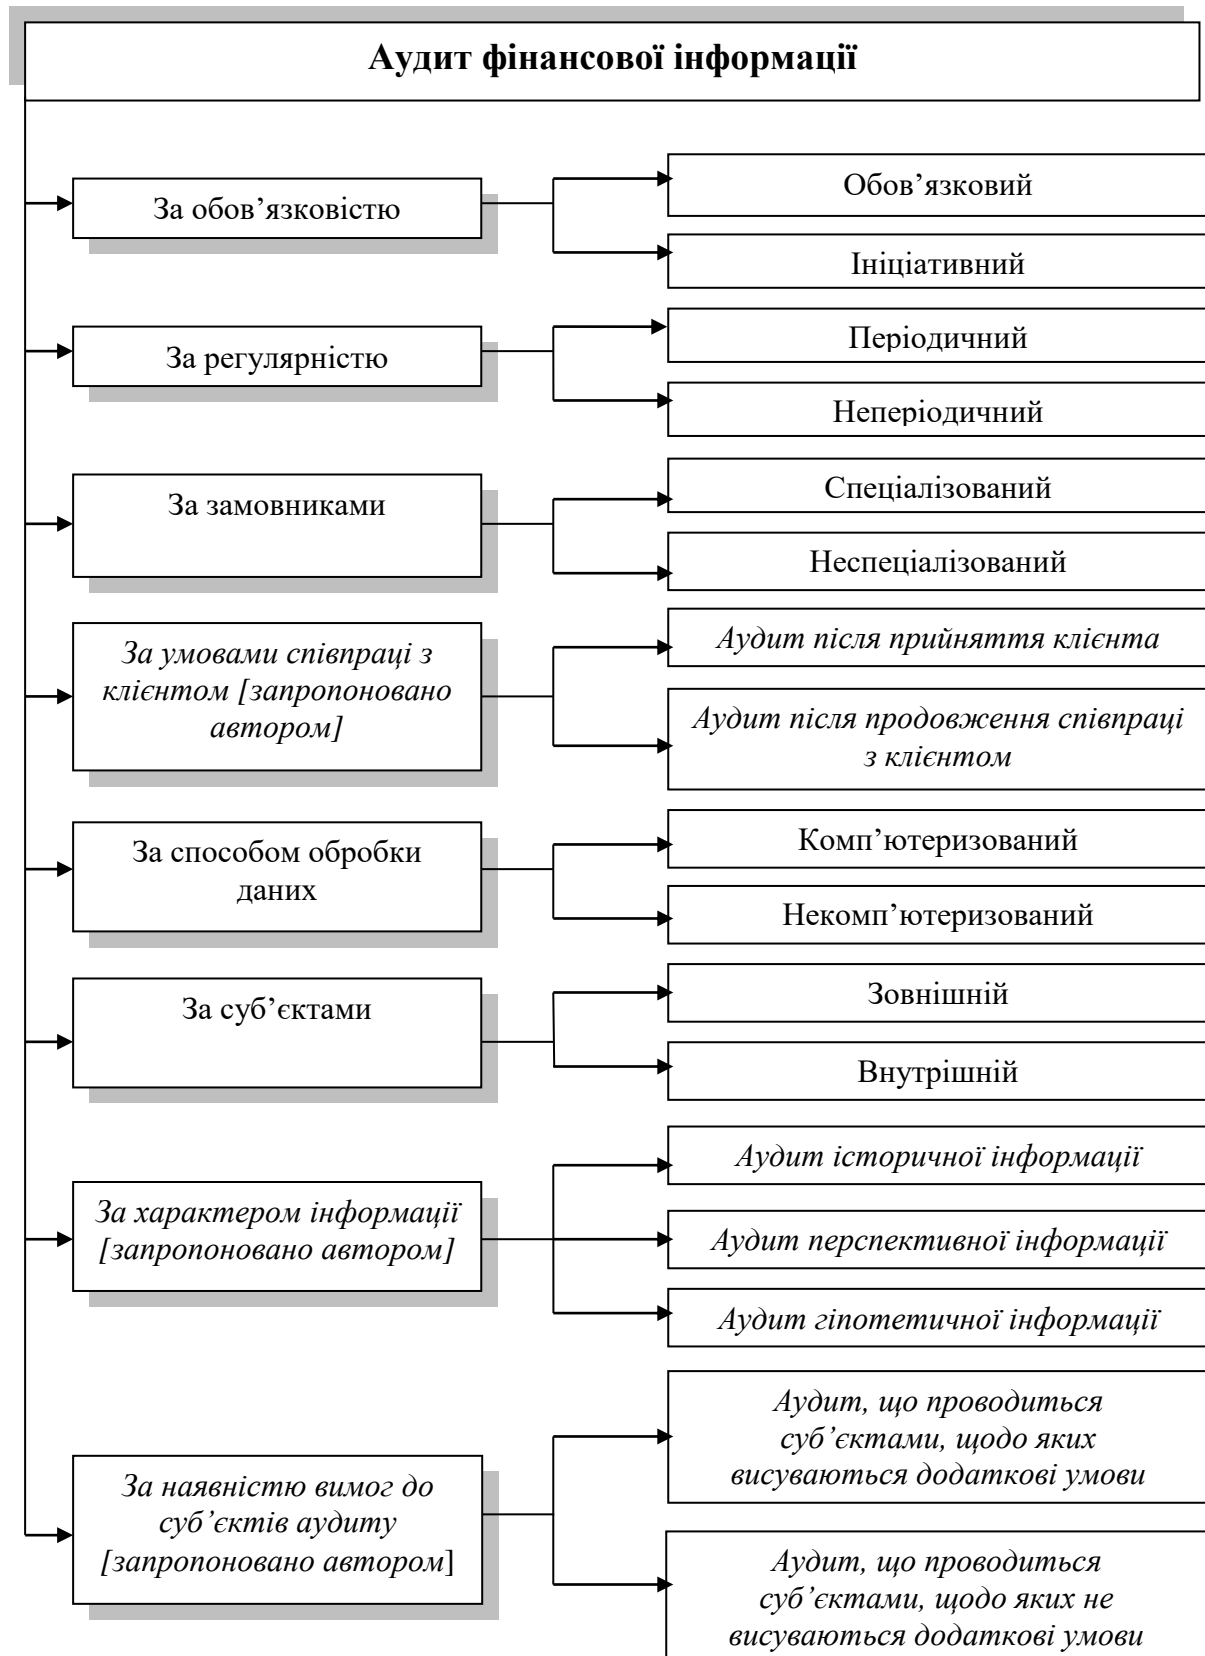 Аудит фінансової інформації
За обов’язковістю
Обов’язковий
Ініціативний
За регулярністю
Періодичний
Неперіодичний
За замовниками
Спеціалізований
Неспеціалізований
За умовами співпраці з
клієнтом [запропоновано
автором]
Аудит після прийняття клієнта
Аудит після продовження співпраці
з клієнтом
За способом обробки
даних
Комп’ютеризований
Некомп’ютеризований
За суб’єктами
Зовнішній
Внутрішній
За характером інформації
[запропоновано автором]
Аудит історичної інформації
Аудит перспективної інформації
Аудит гіпотетичної інформації
За наявністю вимог до
суб’єктів аудиту
[запропоновано автором]
Аудит, що проводиться
суб’єктами, щодо яких
висуваються додаткові умови
Аудит, що проводиться
суб’єктами, щодо яких не
висуваються додаткові умови